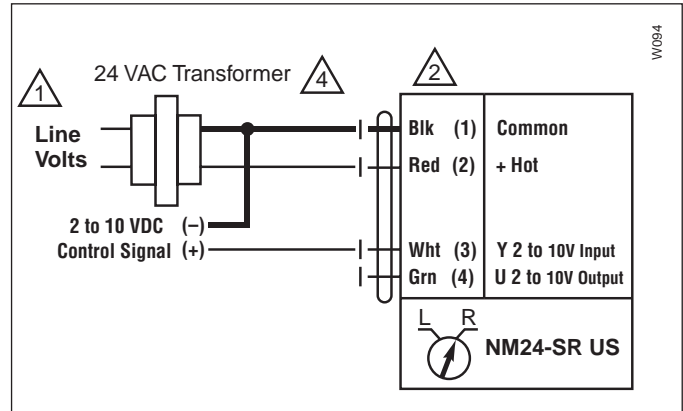 W094
24 VAC Transformer
1
4
2
Line
Volts
Blk (1) Common
Red (2) + Hot
2 to 10 VDC (–)
Control Signal (+)
Wht (3) Y 2 to 10V Input
Grn (4) U 2 to 10V Output
L R
NM24-SR US